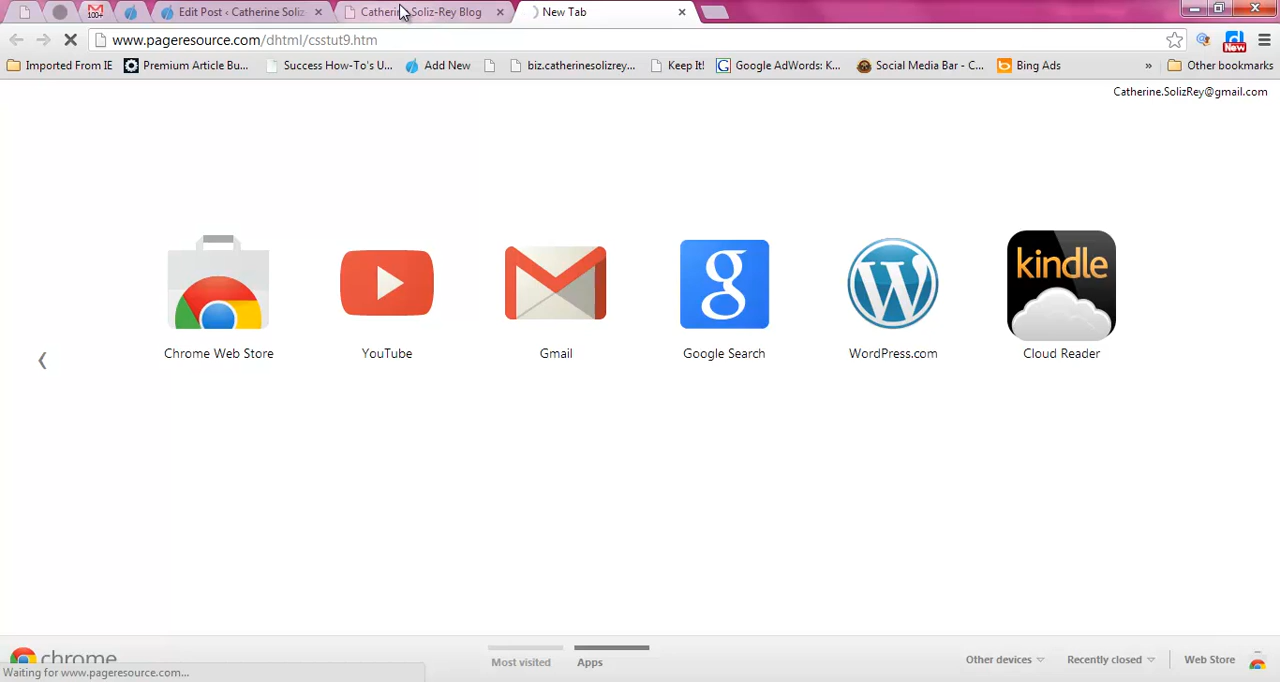 100+
Edit Post ‹ Catherine Soliz-
Catherine Soliz-Rey Blog
New Tab
www.pageresource.com/dhtml/csstut9.htm
New
Imported From IE
Premium Article Bu...
Success How-To's U...
Add New
biz.catherinesolizrey...
Keep It!
G
Google AdWords: K...
Social Media Bar - C...
b
Bing Ads
»
Other bookmarks
Catherine.SolizRey@gmail.com
g
W
kindle
Chrome Web Store
YouTube
Gmail
Google Search
WordPress.com
Cloud Reader
chrome
Most visited
Apps
Other devices
Recently closed
Web Store
Waiting for www.pageresource.com...